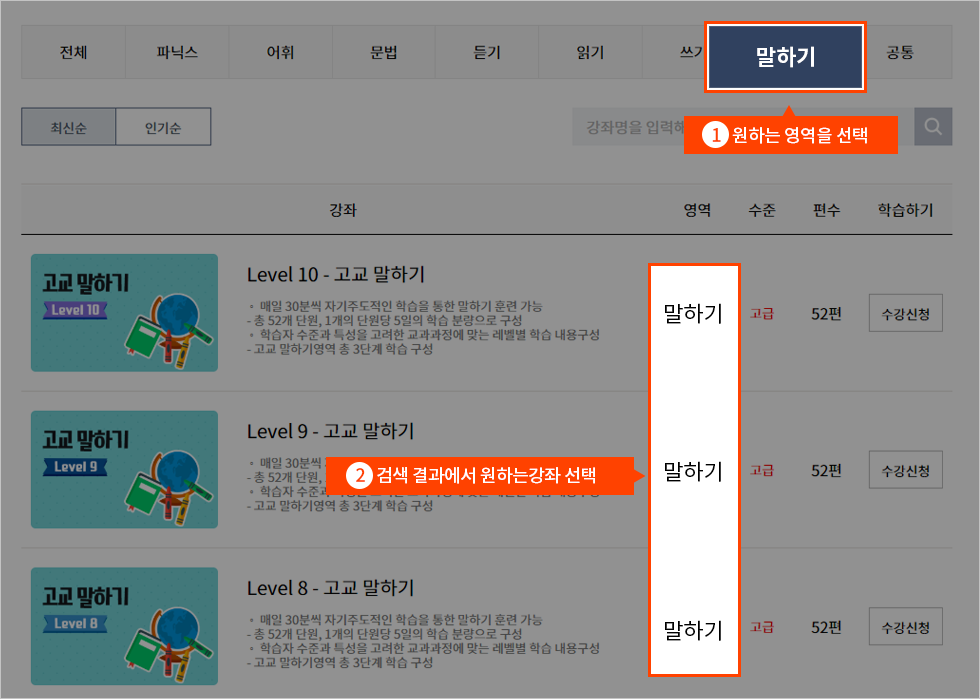 전체 파닉스 어휘 문법 듣기 읽기 쓰기 말하기 공통
최신순 인기순 강좌명을 입력해
1 원하는 영역을 선택
강좌 영역 수준 편수 학습하기
고교 말하기
Level 10
Level 10 - 고교 말하기
◦ 매일 30분씩 자기주도적인 학습을 통한 말하기 훈련 가능
- 총 52개 단원, 1개의 단원당 5일의 학습 분량으로 구성
◦ 학습자 수준과 특성을 고려한 교과과정에 맞는 레벨별 학습 내용구성
- 고교 말하기영역 총 3단계 학습 구성
말하기 고급 52편 수강신청
고교 말하기
Level 9
Level 9 - 고교 말하기
◦ 매일 30분씩
- 총 52개 단원,
◦ 학습자 수준
- 고교 말하기영역 총 3단계 학습 구성
2 검색 결과에서 원하는강좌 선택
말하기 고급 52편 수강신청
고교 말하기
Level 8
Level 8 - 고교 말하기
◦ 매일 30분씩 자기주도적인 학습을 통한 말하기 훈련 가능
- 총 52개 단원, 1개의 단원당 5일의 학습 분량으로 구성
◦ 학습자 수준과 특성을 고려한 교과과정에 맞는 레벨별 학습 내용구성
- 고교 말하기영역 총 3단계 학습 구성
말하기 고급 52편 수강신청